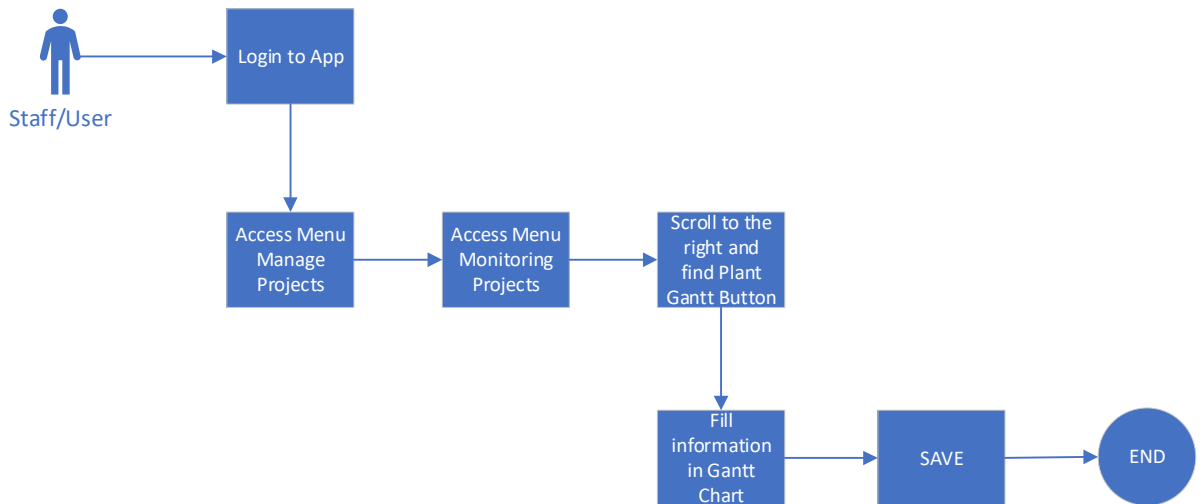 Login to App
Staff/User
Access Menu
Manage
Projects
Access Menu
Monitoring
Projects
Scroll to the
right and
find Plant
Gantt Button
Fill
information
in Gantt
Chart
SAVE
END